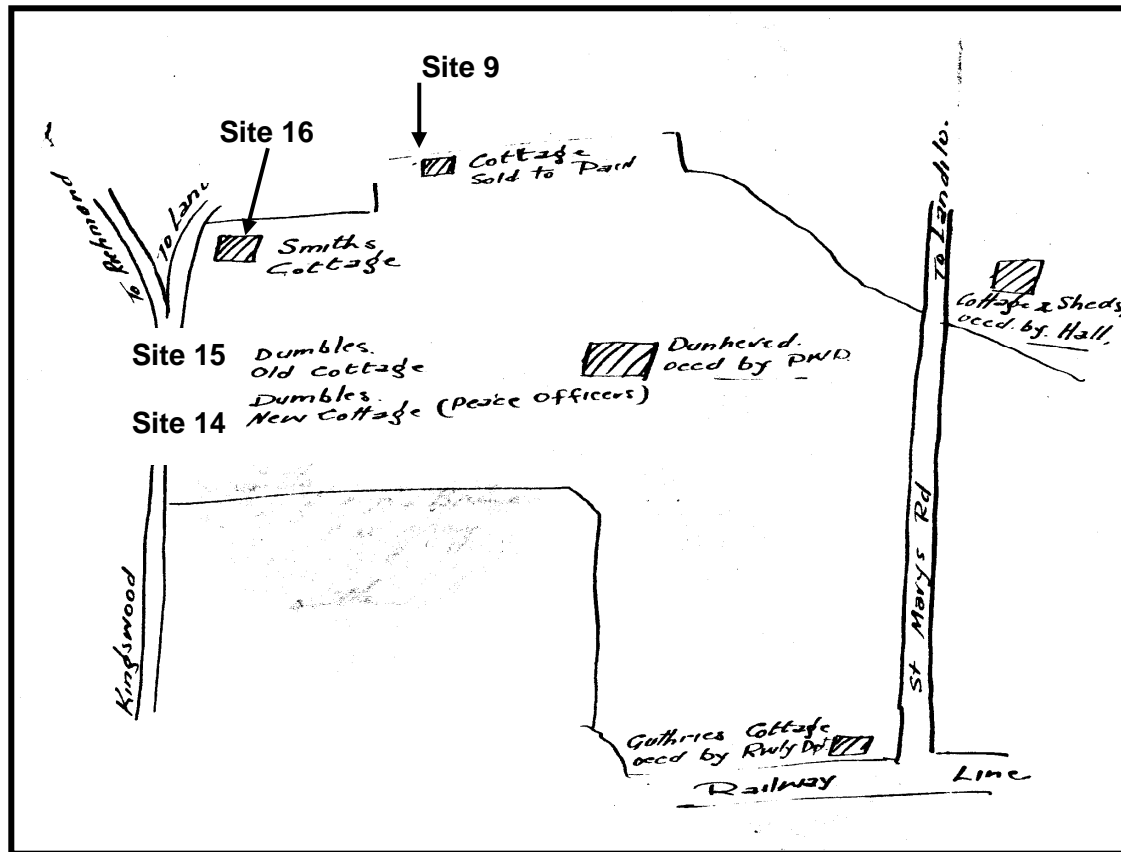 Site 9
Site 16
Cottage
Sold to Pain
To Richmond
To Land
Smiths
Cottage
To Landilo.
Cottage & Sheds,
occd. by. Hall,
Site 15
Dumbles.
Old Cottage
Dunheved.
occd by PWD.
Dumbles.
New Cottage (Peace Officers)
Site 14
Kingswood
St Marys Rd
Guthries Cottage
occd by Rwly Dpt
Railway Line